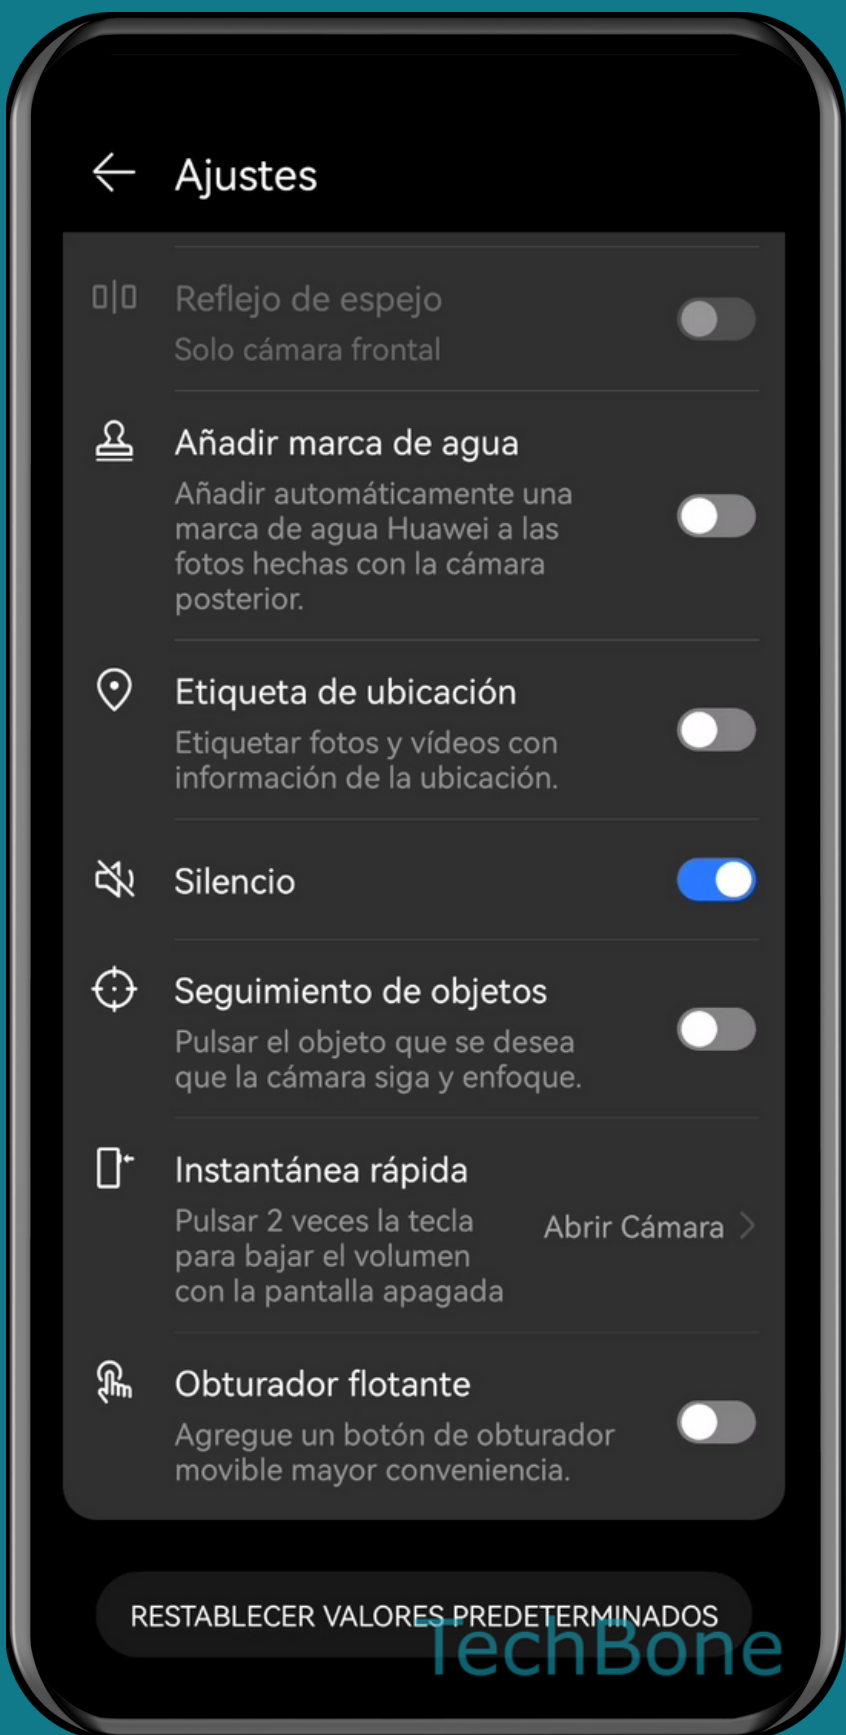 Ajustes
Reflejo de espejo
Solo cámara frontal
Añadir marca de agua
Añadir automáticamente una
marca de agua Huawei a las
fotos hechas con la cámara
posterior.
Etiqueta de ubicación
Etiquetar fotos y vídeos con
información de la ubicación.
Silencio
Seguimiento de objetos
Pulsar el objeto que se desea
que la cámara siga y enfoque.
Instantánea rápida
Pulsar 2 veces la tecla
para bajar el volumen
con la pantalla apagada
Abrir Cámara
Obturador flotante
Agregue un botón de obturador
movible mayor conveniencia.
RESTABLECER VALORES PREDETERMINADOS
TechBone